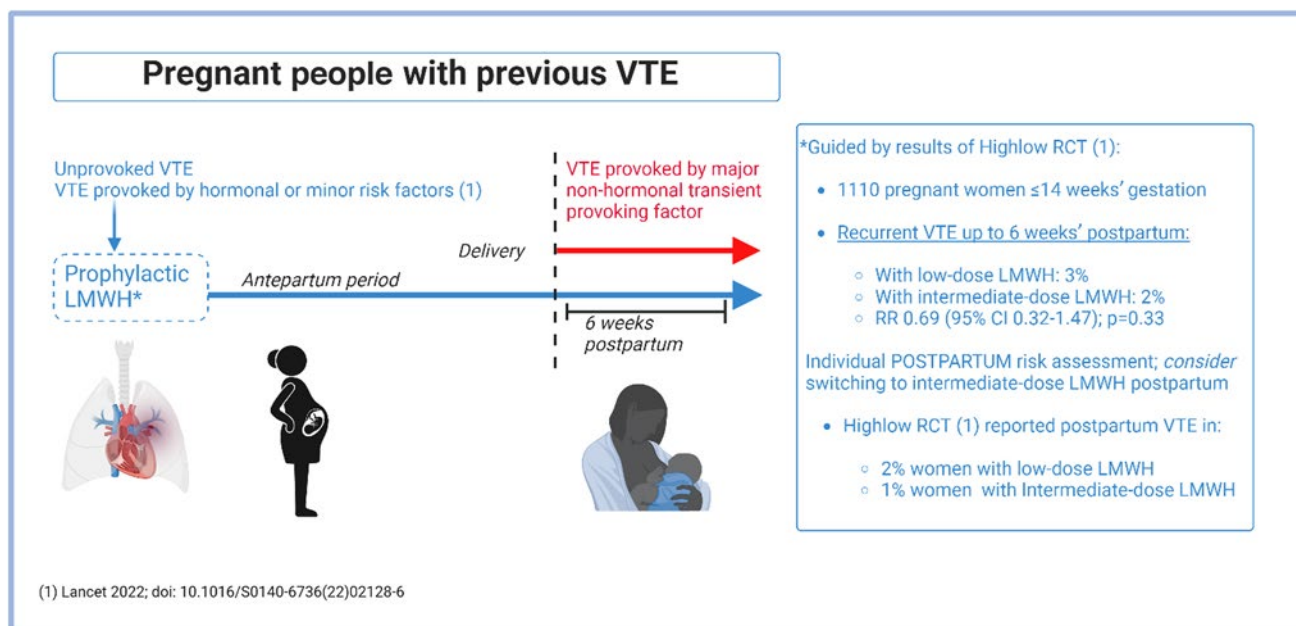 Pregnant people with previous VTE
Unprovoked VTE
VTE provoked by hormonal or minor risk factors (1)
VTE provoked by major
non-hormonal transient
provoking factor
Delivery
Prophylactic
LMWH*
Antepartum period
6 weeks
postpartum
*Guided by results of Highlow RCT (1):
• 1110 pregnant women ≤14 weeks’ gestation
• Recurrent VTE up to 6 weeks’ postpartum:
○ With low-dose LMWH: 3%
○ With intermediate-dose LMWH: 2%
○ RR 0.69 (95% CI 0.32-1.47); p=0.33
Individual POSTPARTUM risk assessment; consider
switching to intermediate-dose LMWH postpartum
• Highlow RCT (1) reported postpartum VTE in:
○ 2% women with low-dose LMWH
○ 1% women with Intermediate-dose LMWH
(1) Lancet 2022; doi: 10.1016/S0140-6736(22)02128-6